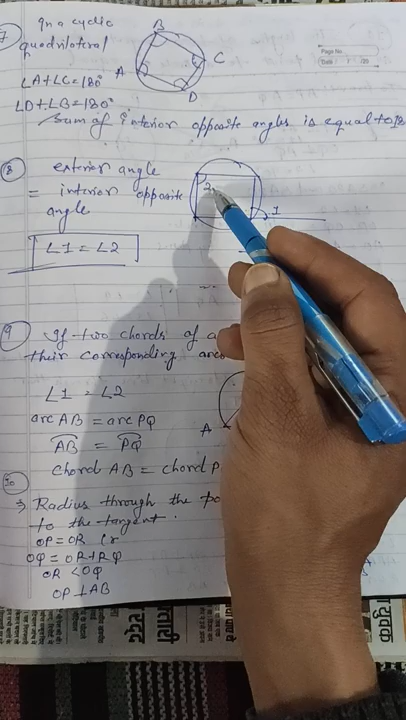 7
In a cyclic
quadrilateral
∠A+∠C=180°
∠D+∠B=180°
B
C
A
D
Page No.
Date / / 20
Sum of interior opposite angles is equal to 18
8
exterior angle
= interior opposite
angle
∠1 = ∠2
2
1
9
If two chords of a
their corresponding arc
∠1 = ∠2
arc AB = arc PQ
AB = PQ
chord AB = chord P
A
10
→ Radius through the po
to the tangent.
OP = OR (r
OQ = OR+RQ
OR < OQ
OP ⊥ AB